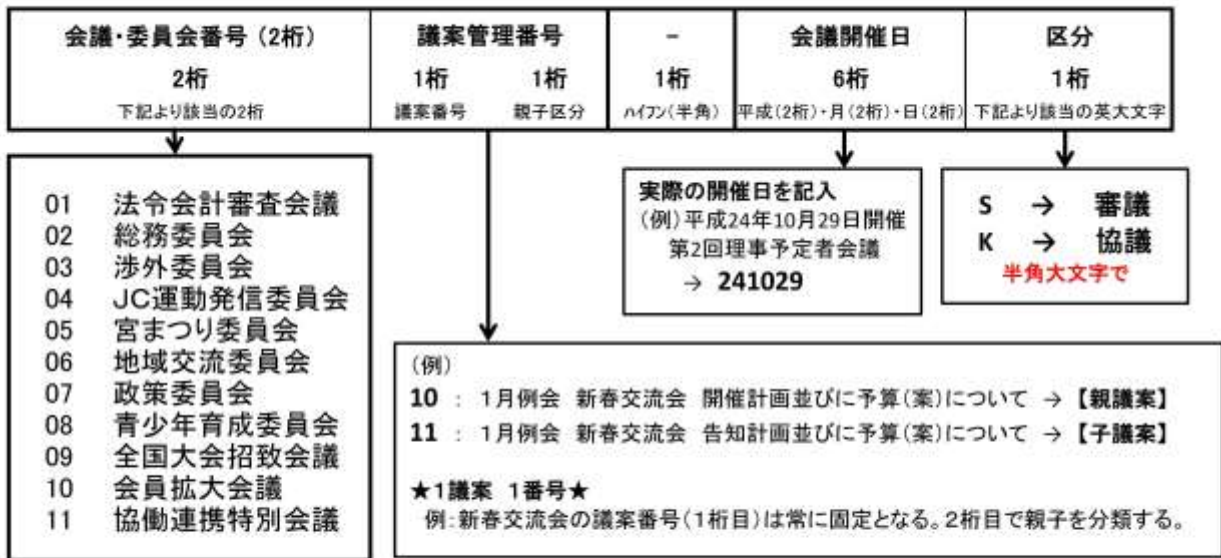 会議・委員会番号(2桁) 議案管理番号 - 会議開催日 区分
2桁 1桁 1桁 1桁 6桁 1桁
下記より該当の2桁 議案番号 親子区分 ハイフン(半角) 平成(2桁)・月(2桁)・日(2桁) 下記より該当の英大文字
01 法令会計審査会議
02 総務委員会
03 渉外委員会
04 JC運動発信委員会
05 宮まつり委員会
06 地域交流委員会
07 政策委員会
08 青少年育成委員会
09 全国大会招致会議
10 会員拡大会議
11 協働連携特別会議
実際の開催日を記入
(例)平成24年10月29日開催
第2回理事予定者会議
→ 241029
S → 審議
K → 協議
半角大文字で
(例)
10 : 1月例会 新春交流会 開催計画並びに予算(案)について → 【親議案】
11 : 1月例会 新春交流会 告知計画並びに予算(案)について → 【子議案】
★1議案 1番号★
例:新春交流会の議案番号(1桁目)は常に固定となる。2桁目で親子を分類する。